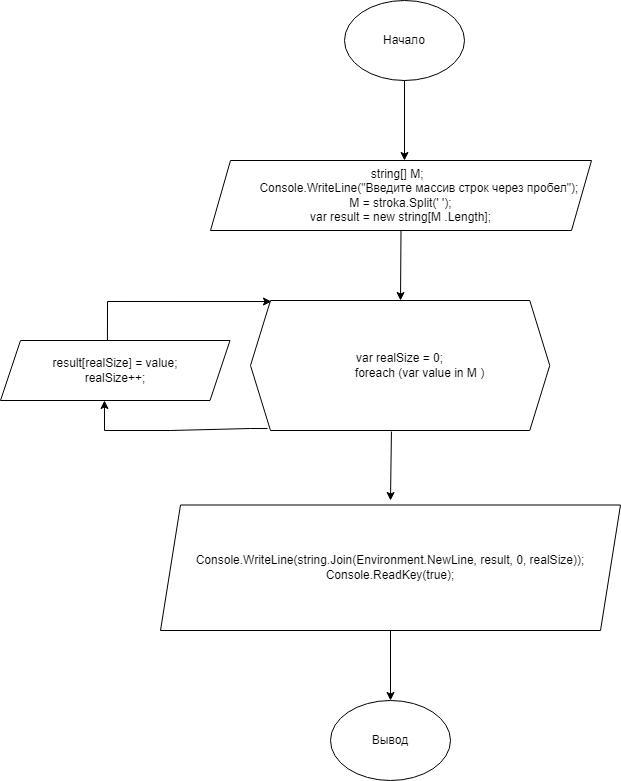 Начало
string[] M;
Console.WriteLine("Введите массив строк через пробел");
M = stroka.Split(' ');
var result = new string[M .Length];
var realSize = 0;
foreach (var value in M )
result[realSize] = value;
realSize++;
Console.WriteLine(string.Join(Environment.NewLine, result, 0, realSize));
Console.ReadKey(true);
Вывод